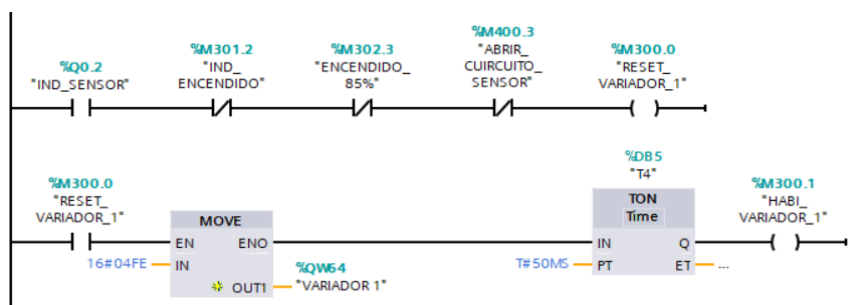 %Q0.2
"IND_SENSOR"
%M301.2
"IND_
ENCENDIDO"
%M302.3
"ENCENDIDO_
85%"
%M400.3
"ABRIR_
CUIRCUITO_
SENSOR"
%M300.0
"RESET_
VARIADOR_1"
%M300.0
"RESET_
VARIADOR_1"
MOVE
EN ENO
16#04FE IN
OUT1
%QW64
"VARIADOR 1"
%DB5
"T4"
TON
Time
IN Q
T#50MS PT ET ...
%M300.1
"HABI_
VARIADOR_1"